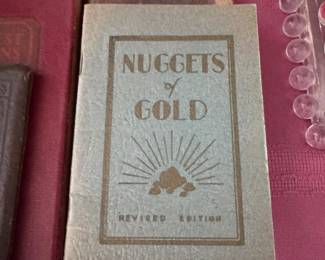 NUGGETS
of
GOLD
REVISED EDITION